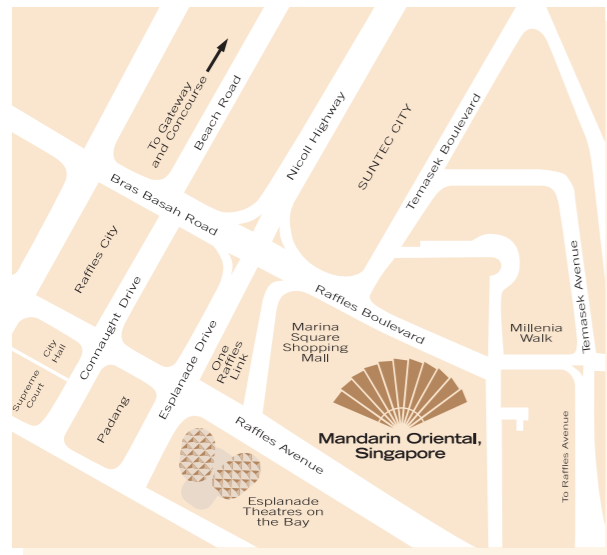 To Gateway
and Concourse
Beach Road
Nicoll Highway
SUNTEC CITY
Temasek Boulevard
Bras Basah Road
Raffles City
Connaught Drive
Esplanade Drive
One
Raffles
Link
Raffles Boulevard
Temasek Avenue
Millenia
Walk
Marina
Square
Shopping
Mall
City
Hall
Supreme
Court
Padang
Mandarin Oriental,
Singapore
Raffles Avenue
To Raffles Avenue
Esplanade
Theatres on
the Bay